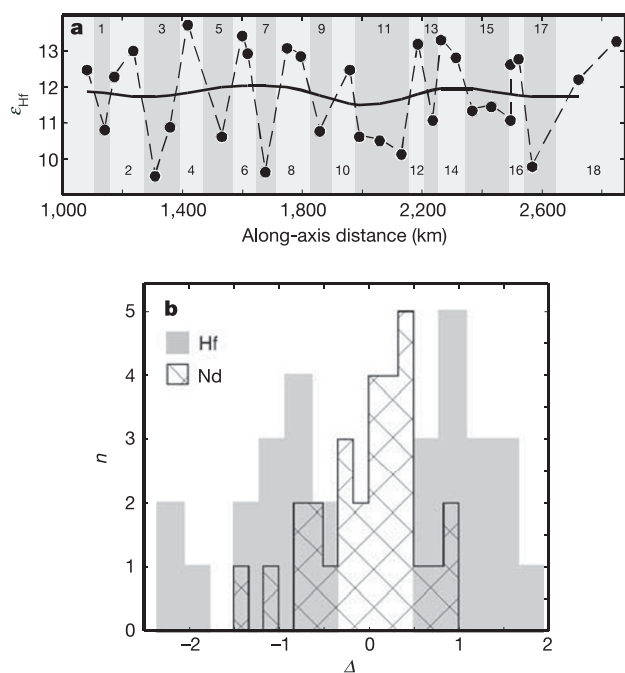 a
1 3 5 7 9 11 13 15 17
13
12
11
10
εHf
2 4 6 8 10 12 14 16 18
1,000 1,400 1,800 2,200 2,600
Along-axis distance (km)
b
Hf
Nd
5
4
3
2
1
0
n
−2 −1 0 1 2
Δ